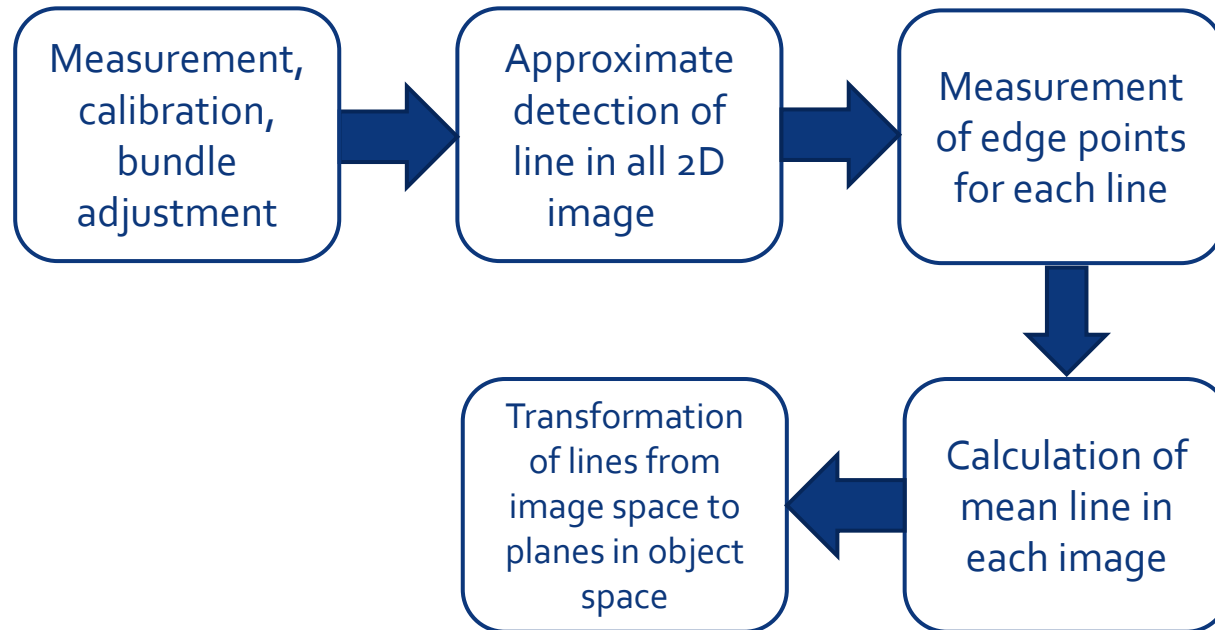 Measurement,
calibration,
bundle
adjustment
Approximate
detection of
line in all 2D
image
Measurement
of edge points
for each line
Calculation of
mean line in
each image
Transformation
of lines from
image space to
planes in object
space